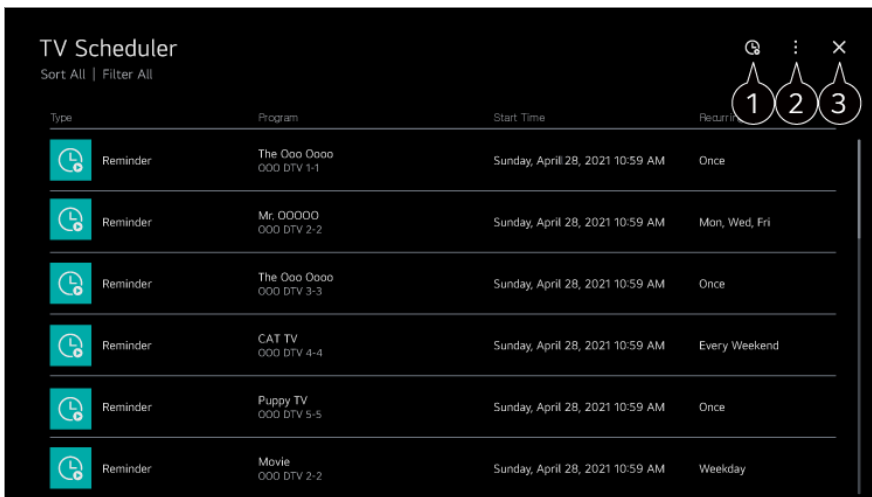 TV Scheduler
Sort All | Filter All
1 2 3
Type Program Start Time
Reminder The Ooo Oooo Sunday, April 28, 2021 10:59 AM Once
OOO DTV 1-1
Reminder Mr. OOOOO Sunday, April 28, 2021 10:59 AM Mon, Wed, Fri
OOO DTV 2-2
Reminder The Ooo Oooo Sunday, April 28, 2021 10:59 AM Once
OOO DTV 3-3
Reminder CAT TV Sunday, April 28, 2021 10:59 AM Every Weekend
OOO DTV 4-4
Reminder Puppy TV Sunday, April 28, 2021 10:59 AM Once
OOO DTV 5-5
Reminder Movie Sunday, April 28, 2021 10:59 AM Weekday
OOO DTV 2-2